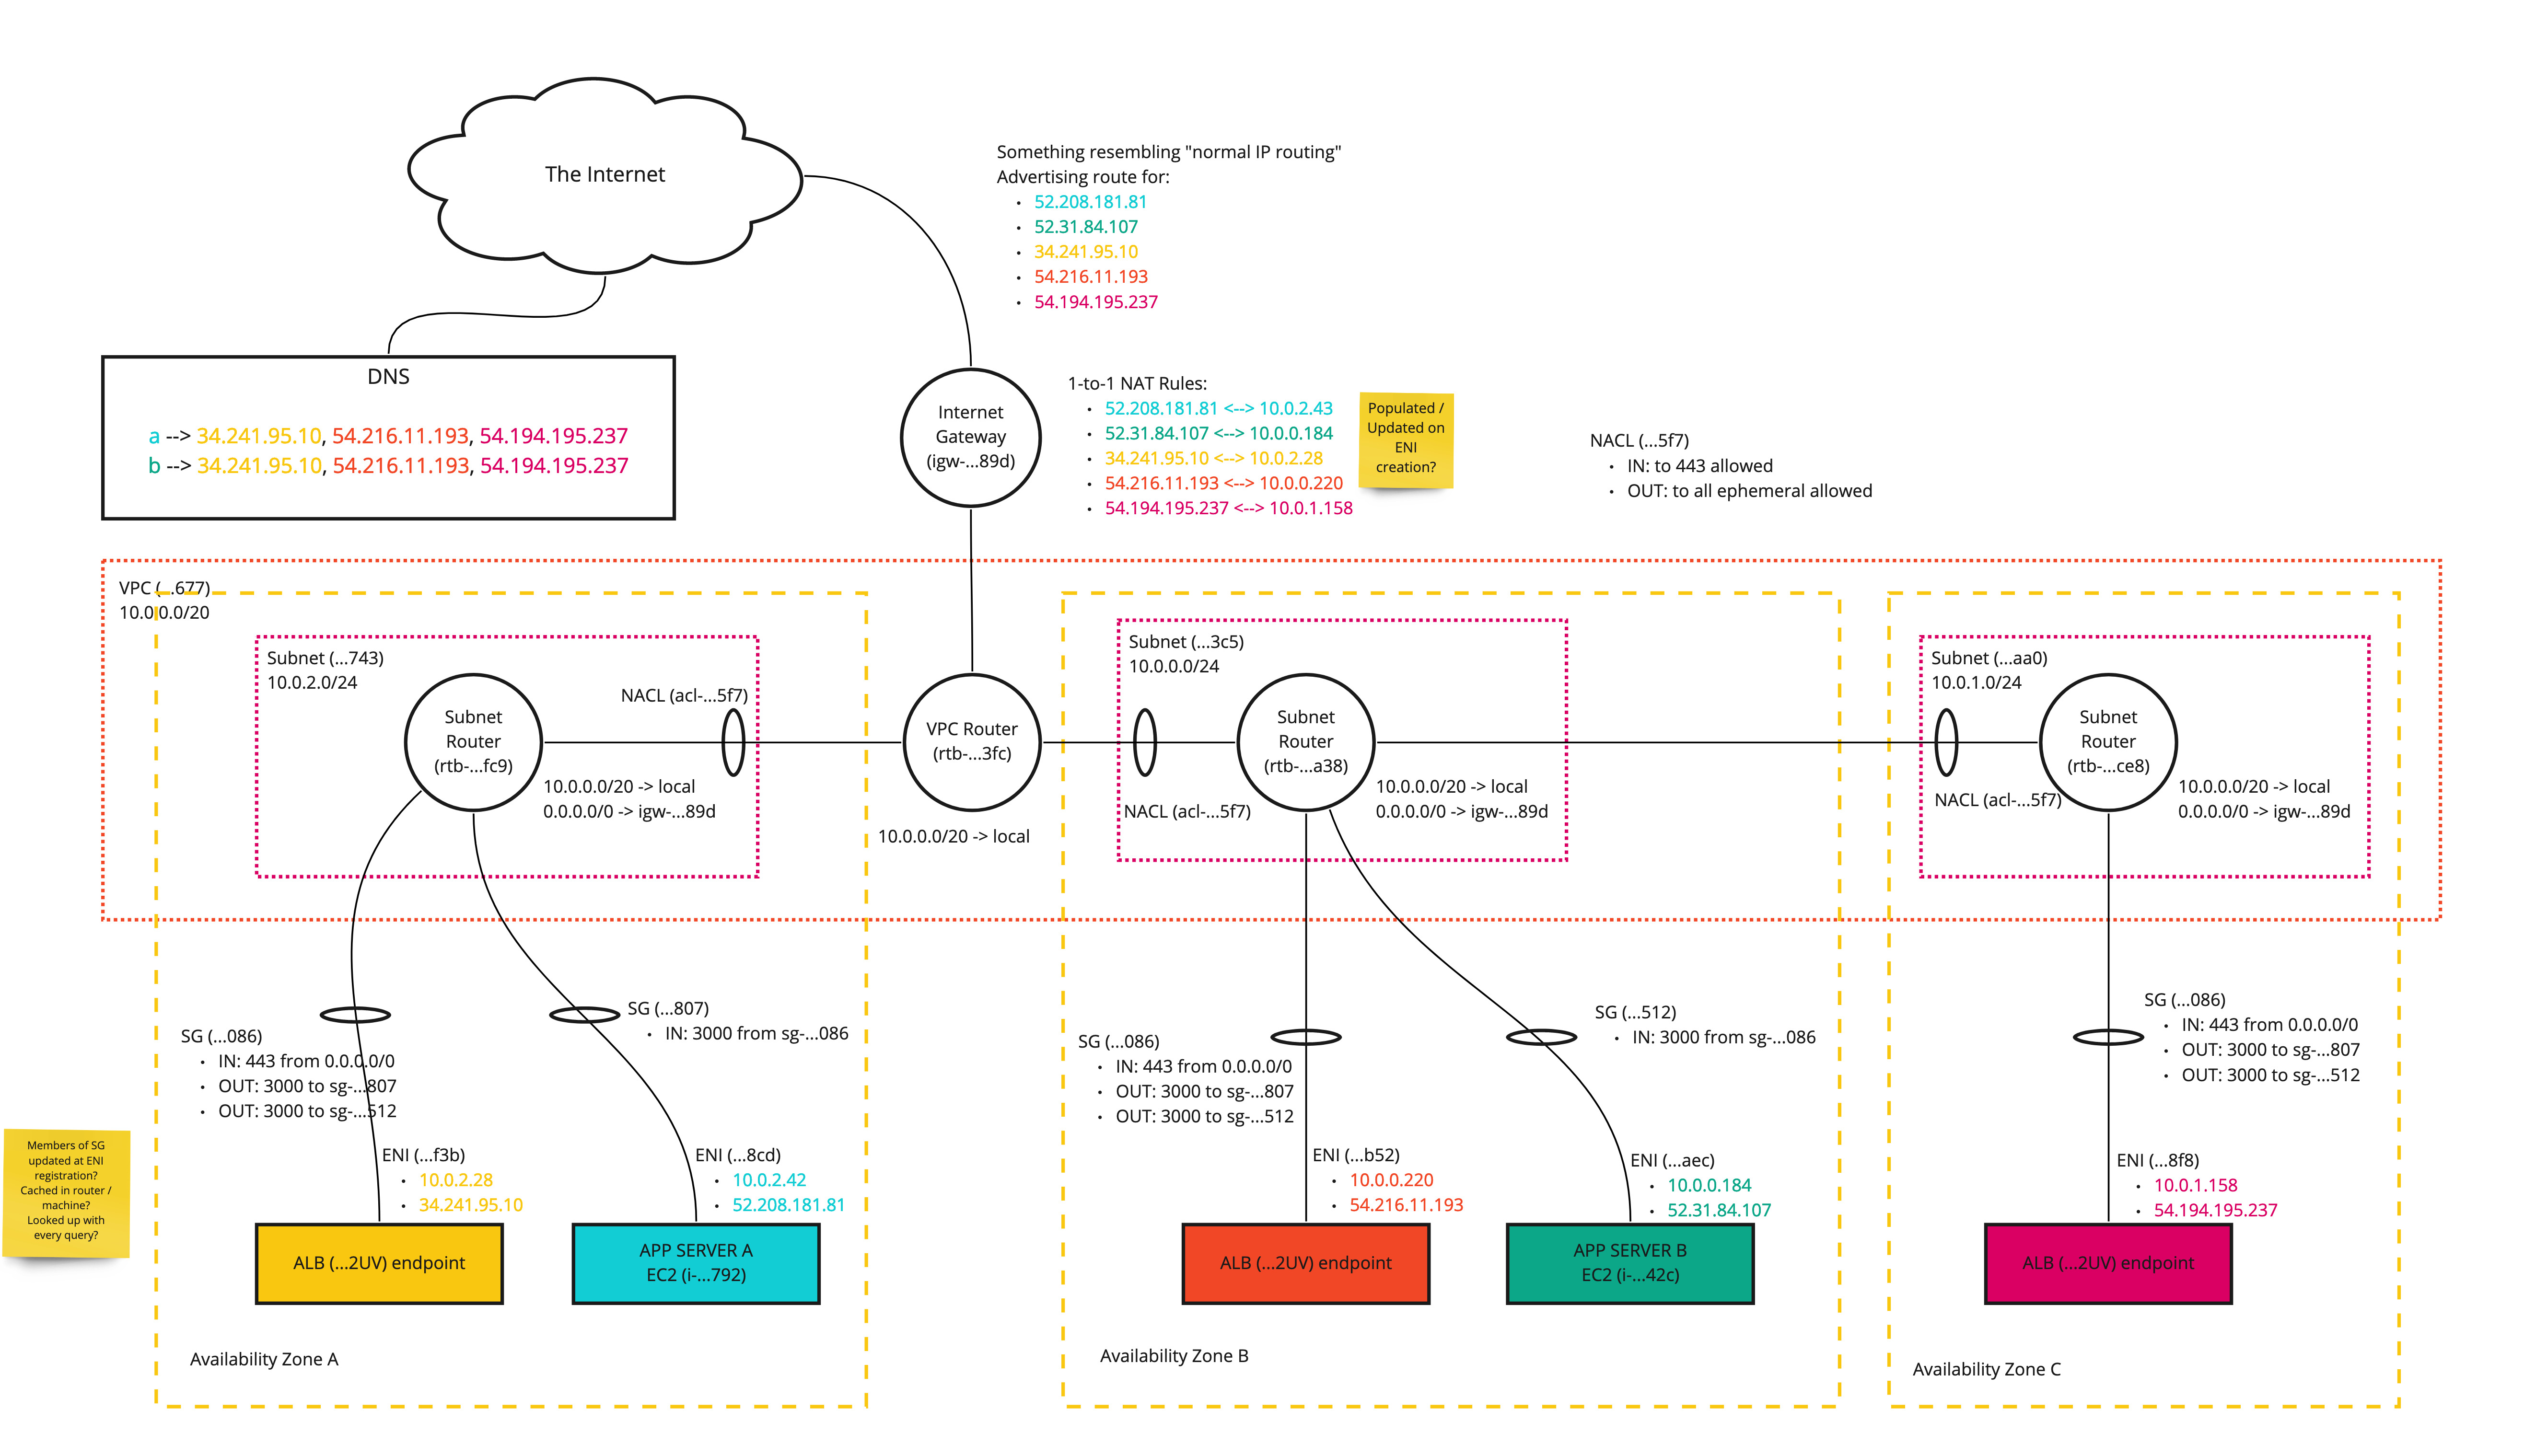 The Internet
Something resembling "normal IP routing"
Advertising route for:
• 52.208.181.81
• 52.31.84.107
• 34.241.95.10
• 54.216.11.193
• 54.194.195.237
DNS
a --> 34.241.95.10, 54.216.11.193, 54.194.195.237
b --> 34.241.95.10, 54.216.11.193, 54.194.195.237
Internet
Gateway
(igw-...89d)
1-to-1 NAT Rules:
• 52.208.181.81 <--> 10.0.2.43
• 52.31.84.107 <--> 10.0.0.184
• 34.241.95.10 <--> 10.0.2.28
• 54.216.11.193 <--> 10.0.0.220
• 54.194.195.237 <--> 10.0.1.158
Populated /
Updated on
ENI
creation?
NACL (...5f7)
• IN: to 443 allowed
• OUT: to all ephemeral allowed
VPC (...677)
10.0.0.0/20
Subnet (...743)
10.0.2.0/24
Subnet
Router
(rtb-...fc9)
NACL (acl-...5f7)
10.0.0.0/20 -> local
0.0.0.0/0 -> igw-...89d
VPC Router
(rtb-...3fc)
10.0.0.0/20 -> local
Subnet (...3c5)
10.0.0.0/24
NACL (acl-...5f7)
Subnet
Router
(rtb-...a38)
10.0.0.0/20 -> local
0.0.0.0/0 -> igw-...89d
Subnet (...aa0)
10.0.1.0/24
NACL (acl-...5f7)
Subnet
Router
(rtb-...ce8)
10.0.0.0/20 -> local
0.0.0.0/0 -> igw-...89d
SG (...086)
• IN: 443 from 0.0.0.0/0
• OUT: 3000 to sg-...807
• OUT: 3000 to sg-...512
SG (...807)
• IN: 3000 from sg-...086
SG (...086)
• IN: 443 from 0.0.0.0/0
• OUT: 3000 to sg-...807
• OUT: 3000 to sg-...512
SG (...512)
• IN: 3000 from sg-...086
SG (...086)
• IN: 443 from 0.0.0.0/0
• OUT: 3000 to sg-...807
• OUT: 3000 to sg-...512
Members of SG
updated at ENI
registration?
Cached in router /
machine?
Looked up with
every query?
ENI (...f3b)
• 10.0.2.28
• 34.241.95.10
ENI (...8cd)
• 10.0.2.42
• 52.208.181.81
ENI (...b52)
• 10.0.0.220
• 54.216.11.193
ENI (...aec)
• 10.0.0.184
• 52.31.84.107
ENI (...8f8)
• 10.0.1.158
• 54.194.195.237
ALB (...2UV) endpoint
APP SERVER A
EC2 (i-...792)
ALB (...2UV) endpoint
APP SERVER B
EC2 (i-...42c)
ALB (...2UV) endpoint
Availability Zone A
Availability Zone B
Availability Zone C